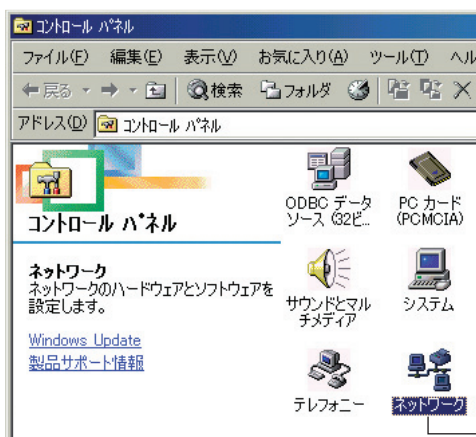 コントロール パネル
ファイル(F) 編集(E) 表示(V) お気に入り(A) ツール(T) ヘル
戻る 検索 フォルダ
アドレス(D) コントロール パネル
コントロール パネル
ネットワーク
ネットワークのハードウェアとソフトウェアを
設定します。
Windows Update
製品サポート情報
ODBC データ
ソース (32ビ...
PC カード
(PCMCIA)
サウンドとマル
チメディア
システム
テレフォニー
ネットワーク